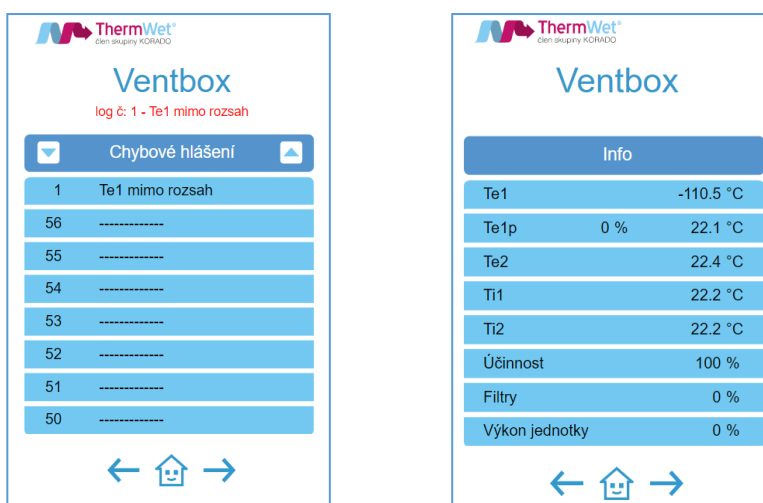 ThermWet®
člen skupiny KORADO
Ventbox
log č: 1 - Te1 mimo rozsah
Chybové hlášení
1 Te1 mimo rozsah
56 -------------
55 -------------
54 -------------
53 -------------
52 -------------
51 -------------
50 -------------
ThermWet®
člen skupiny KORADO
Ventbox
Info
Te1 -110.5 °C
Te1p 0 % 22.1 °C
Te2 22.4 °C
Ti1 22.2 °C
Ti2 22.2 °C
Účinnost 100 %
Filtry 0 %
Výkon jednotky 0 %